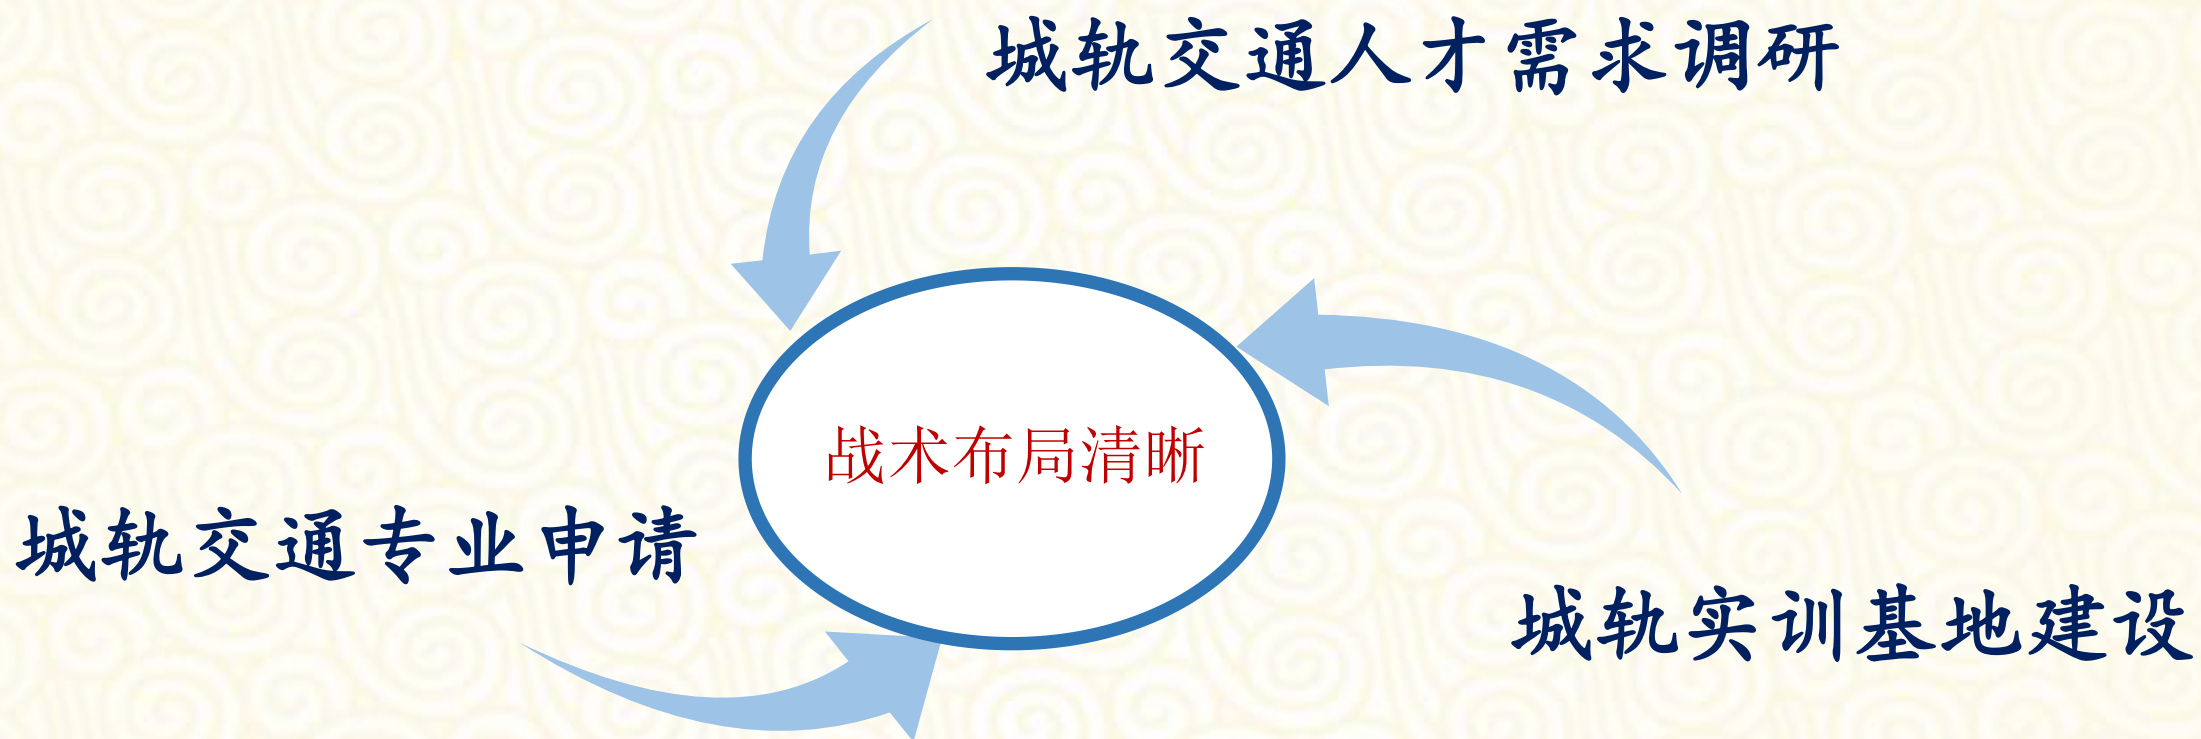 城轨交通人才需求调研
战术布局清晰
城轨交通专业申请
城轨实训基地建设